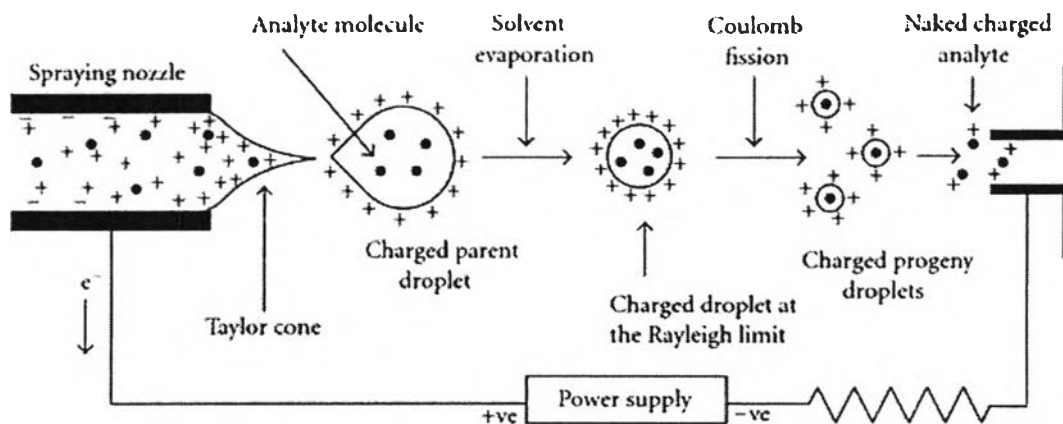 Analyte molecule
Solvent
evaporation
Coulomb
fission
Naked charged
analyte
Spraying nozzle
Charged parent
droplet
Charged progeny
droplets
e⁻
Taylor cone
Charged droplet at
the Rayleigh limit
+ve
Power supply
−ve